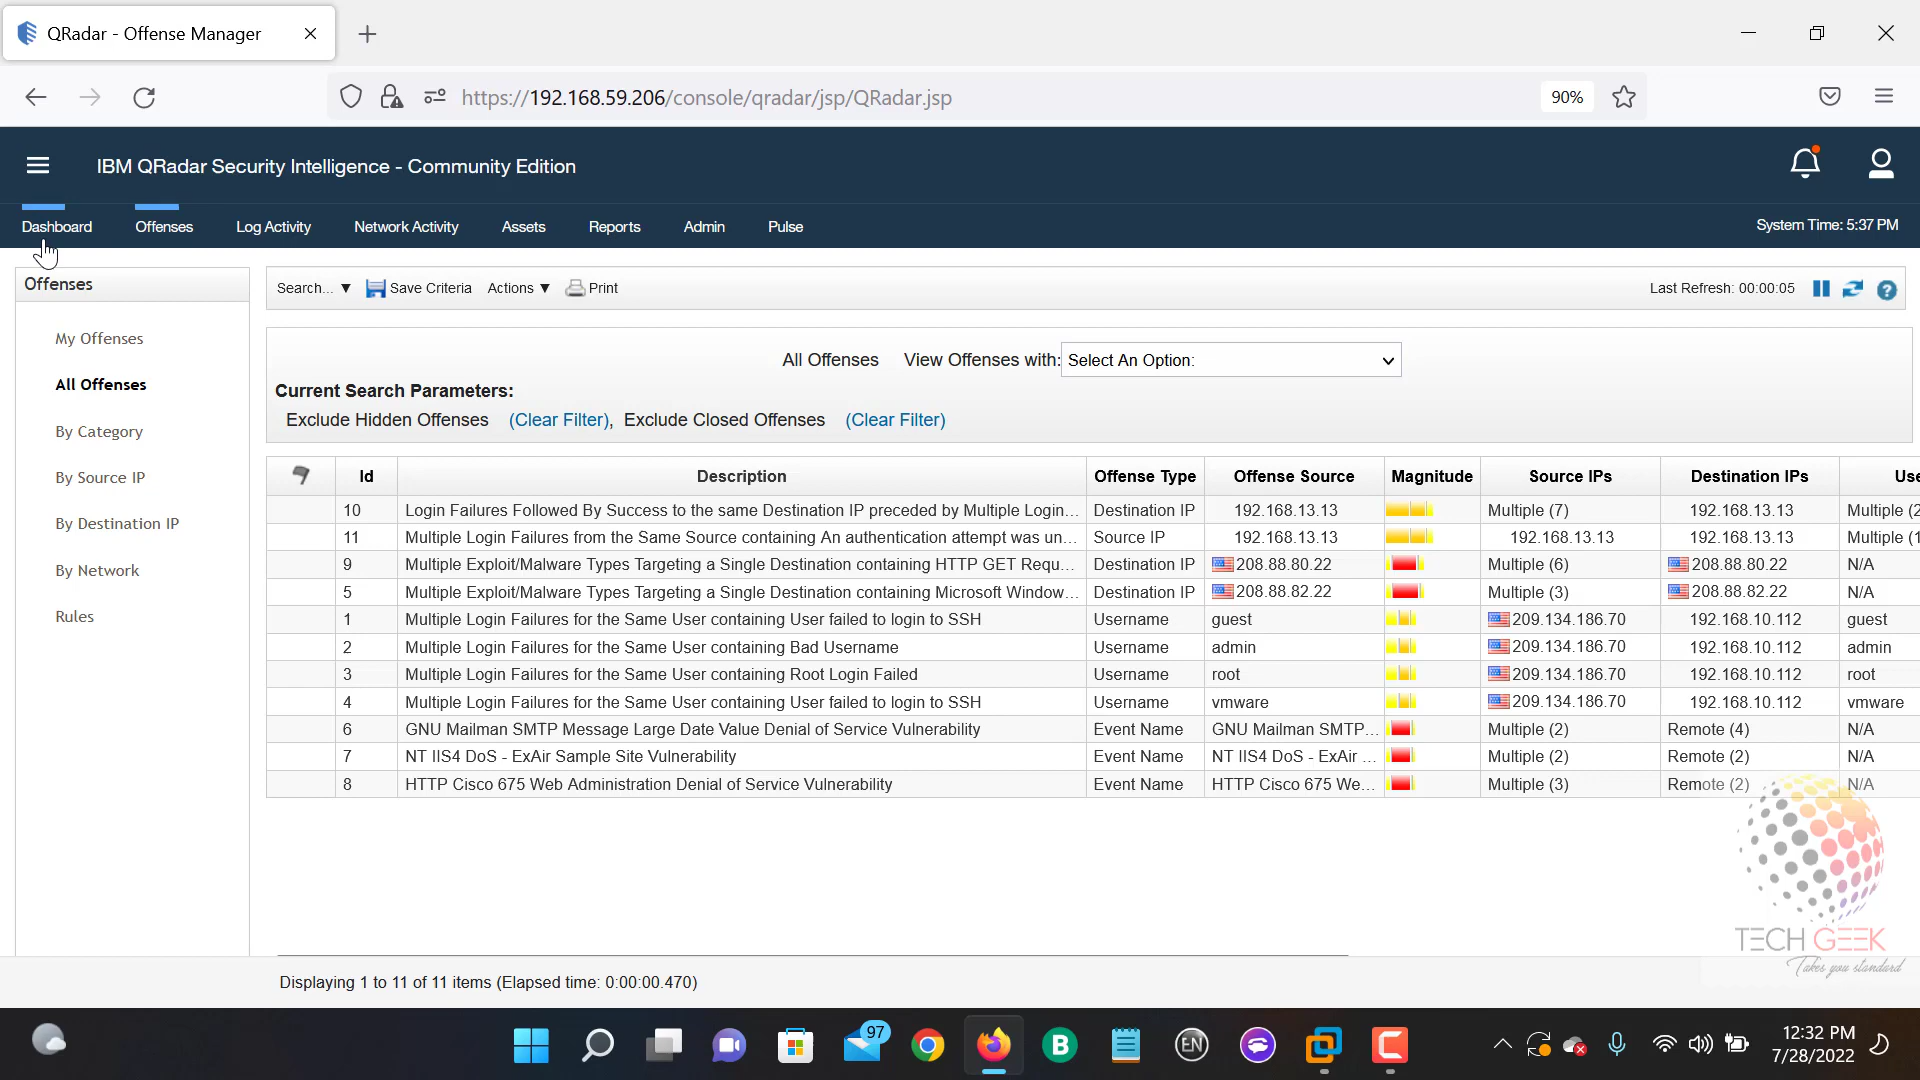 QRadar - Offense Manager
https://192.168.59.206/console/qradar/jsp/QRadar.jsp 90%
IBM QRadar Security Intelligence - Community Edition
Dashboard Offenses Log Activity Network Activity Assets Reports Admin Pulse System Time: 5:37 PM
Offenses
My Offenses
All Offenses
By Category
By Source IP
By Destination IP
By Network
Rules
Search... ▼ Save Criteria Actions ▼ Print Last Refresh: 00:00:05
All Offenses View Offenses with: Select An Option:
Current Search Parameters:
Exclude Hidden Offenses (Clear Filter), Exclude Closed Offenses (Clear Filter)
Id Description Offense Type Offense Source Magnitude Source IPs Destination IPs Use
10 Login Failures Followed By Success to the same Destination IP preceded by Multiple Login... Destination IP 192.168.13.13 Multiple (7) 192.168.13.13 Multiple (2
11 Multiple Login Failures from the Same Source containing An authentication attempt was un... Source IP 192.168.13.13 192.168.13.13 192.168.13.13 Multiple (1
9 Multiple Exploit/Malware Types Targeting a Single Destination containing HTTP GET Requ... Destination IP 208.88.80.22 Multiple (6) 208.88.80.22 N/A
5 Multiple Exploit/Malware Types Targeting a Single Destination containing Microsoft Window... Destination IP 208.88.82.22 Multiple (3) 208.88.82.22 N/A
1 Multiple Login Failures for the Same User containing User failed to login to SSH Username guest 209.134.186.70 192.168.10.112 guest
2 Multiple Login Failures for the Same User containing Bad Username Username admin 209.134.186.70 192.168.10.112 admin
3 Multiple Login Failures for the Same User containing Root Login Failed Username root 209.134.186.70 192.168.10.112 root
4 Multiple Login Failures for the Same User containing User failed to login to SSH Username vmware 209.134.186.70 192.168.10.112 vmware
6 GNU Mailman SMTP Message Large Date Value Denial of Service Vulnerability Event Name GNU Mailman SMTP... Multiple (2) Remote (4) N/A
7 NT IIS4 DoS - ExAir Sample Site Vulnerability Event Name NT IIS4 DoS - ExAir ... Multiple (2) Remote (2) N/A
8 HTTP Cisco 675 Web Administration Denial of Service Vulnerability Event Name HTTP Cisco 675 We... Multiple (3) Remote (2) N/A
TECH GEEK
Takes you standard
Displaying 1 to 11 of 11 items (Elapsed time: 0:00:00.470)
97 B EN C 12:32 PM
7/28/2022